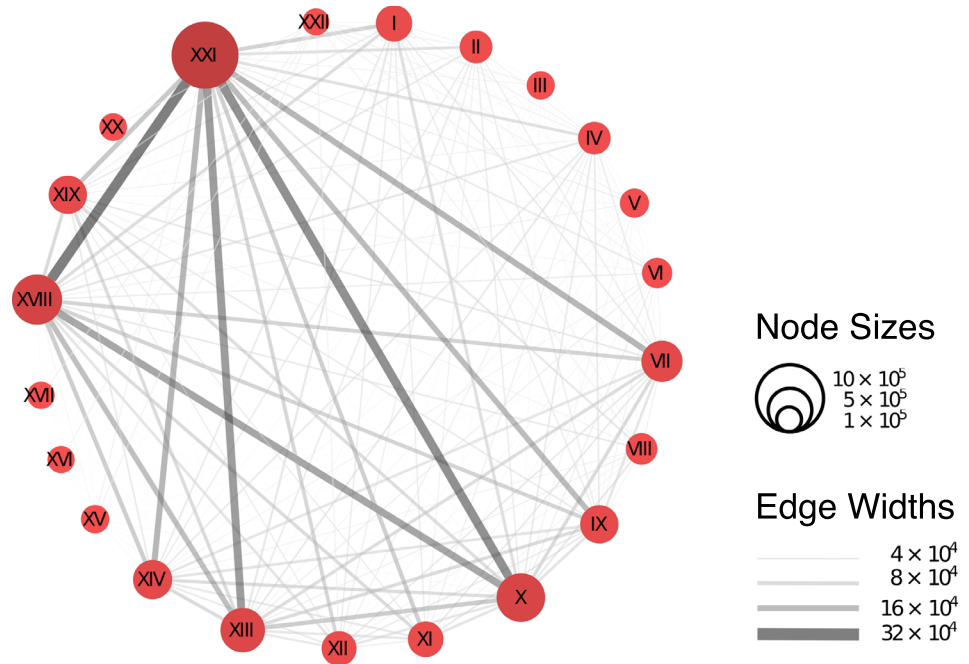 XXII
I
II
XXI
III
XX
IV
XIX
V
VI
XVIII
VII
XVII
VIII
XVI
XV
IX
XIV
X
XIII
XI
XII
Node Sizes
10 × 10⁵
5 × 10⁵
1 × 10⁵
Edge Widths
4 × 10⁴
8 × 10⁴
16 × 10⁴
32 × 10⁴